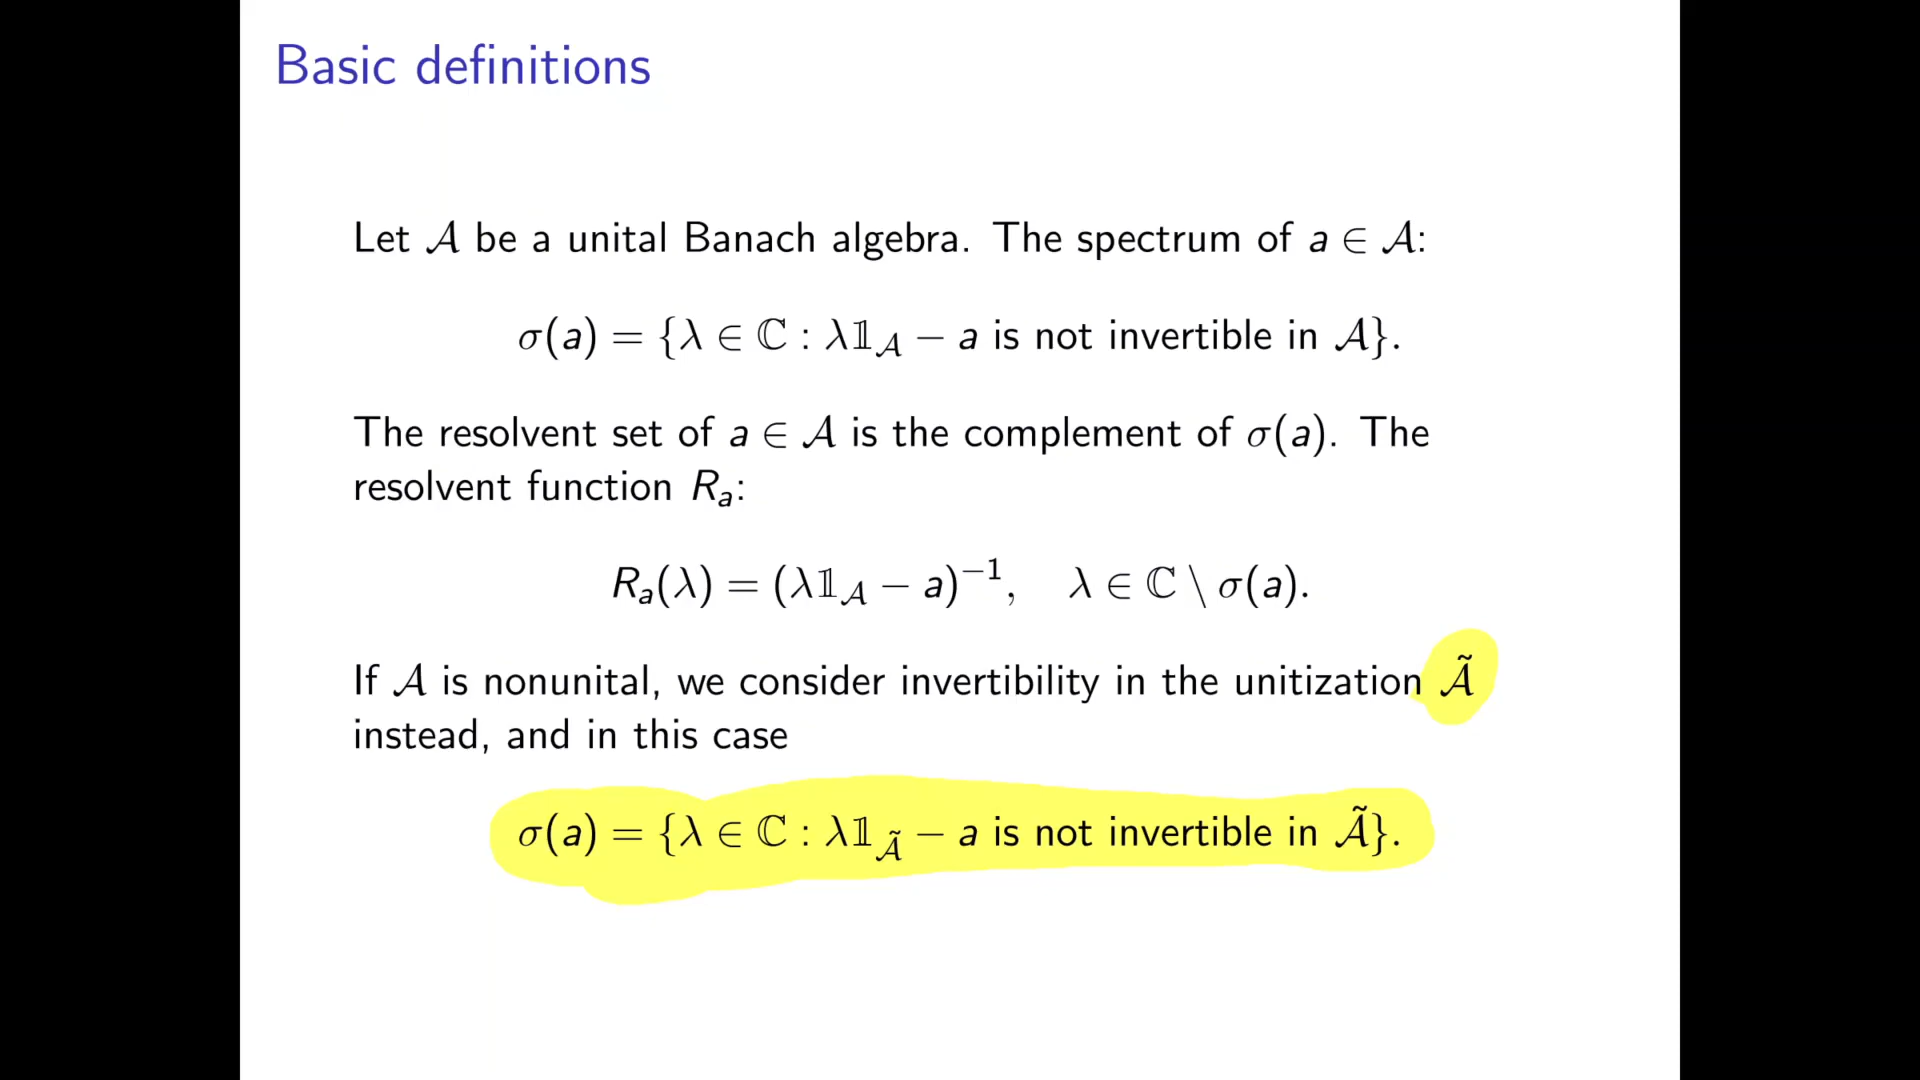 Basic definitions
Let 𝒜 be a unital Banach algebra. The spectrum of a ∈ 𝒜:
σ(a) = {λ ∈ ℂ : λ𝟙_𝒜 − a is not invertible in 𝒜}.
The resolvent set of a ∈ 𝒜 is the complement of σ(a). The
resolvent function R_a:
R_a(λ) = (λ𝟙_𝒜 − a)⁻¹, λ ∈ ℂ \ σ(a).
If 𝒜 is nonunital, we consider invertibility in the unitization 𝒜̃
instead, and in this case
σ(a) = {λ ∈ ℂ : λ𝟙_𝒜̃ − a is not invertible in 𝒜̃}.